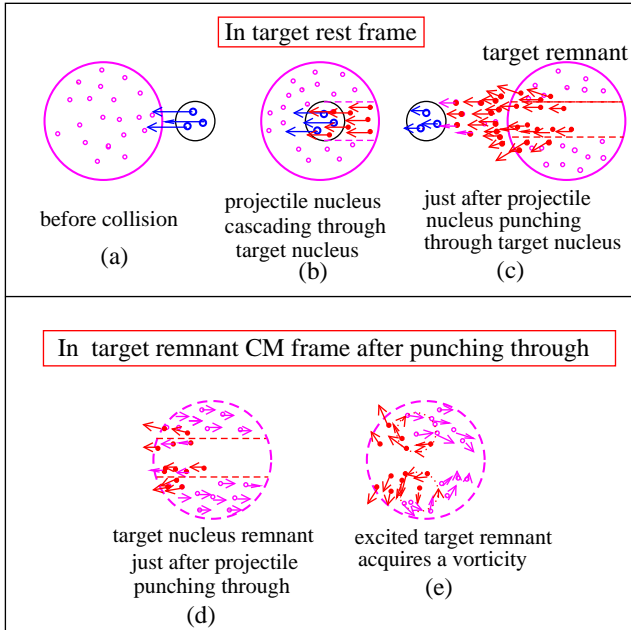 In target rest frame
target remnant
before collision
(a)
projectile nucleus
cascading through
target nucleus
(b)
just after projectile
nucleus punching
through target nucleus
(c)
In target remnant CM frame after punching through
target nucleus remnant
just after projectile
punching through
(d)
excited target remnant
acquires a vorticity
(e)